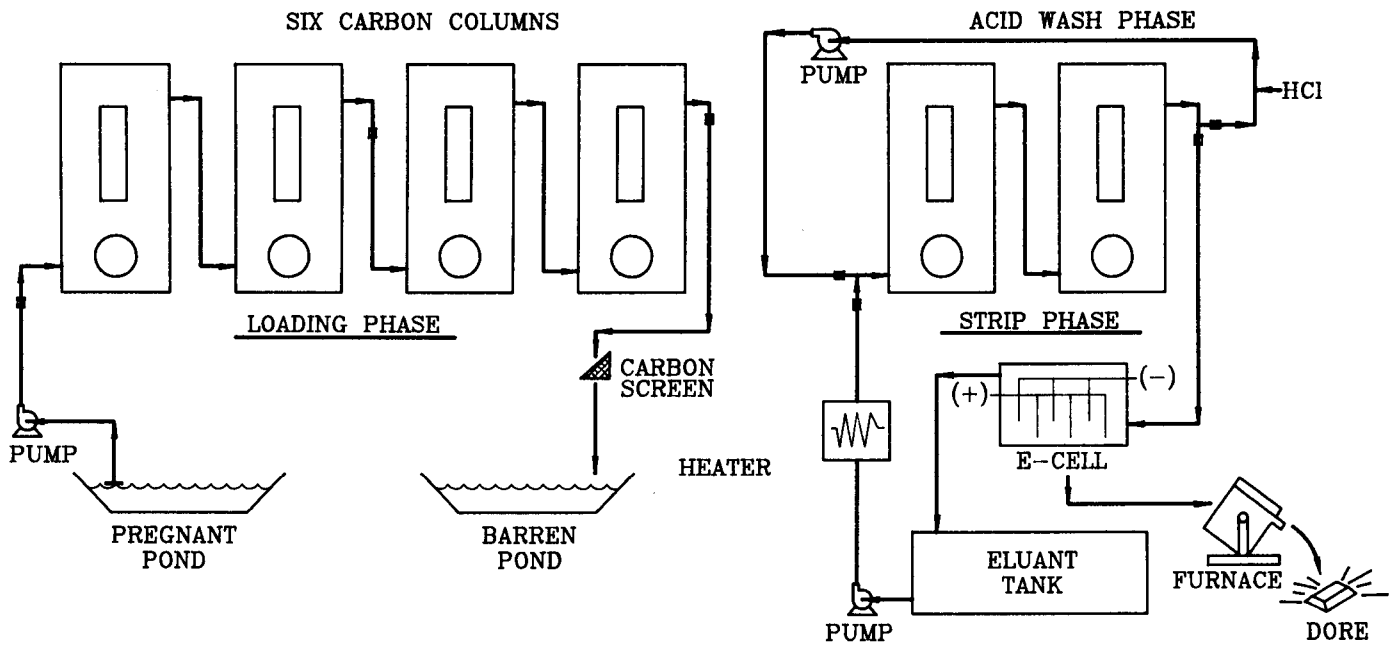 SIX CARBON COLUMNS
ACID WASH PHASE
PUMP
HCl
LOADING PHASE
STRIP PHASE
CARBON
SCREEN
(+)
(-)
PUMP
HEATER
E-CELL
PREGNANT
POND
BARREN
POND
ELUANT
TANK
FURNACE
PUMP
DORE